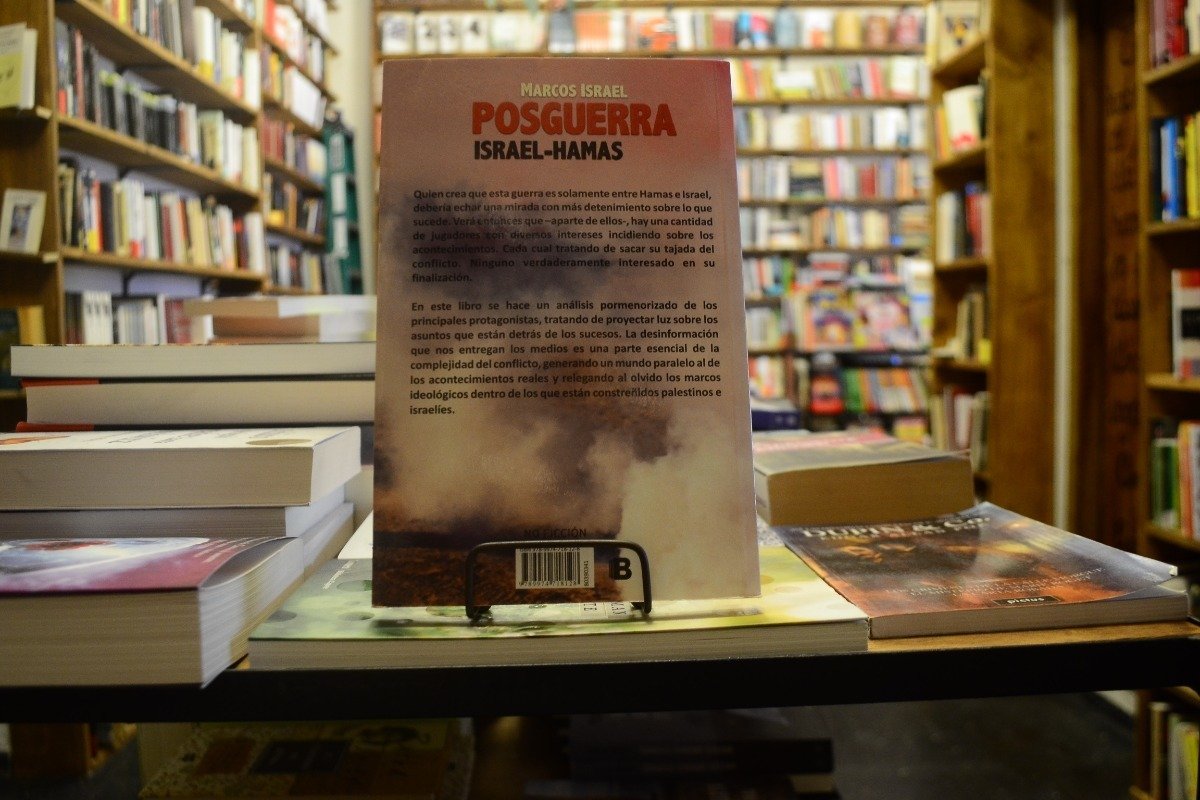 MARCOS ISRAEL
POSGUERRA
ISRAEL-HAMAS
Quien crea que esta guerra es solamente entre Hamas e Israel,
debería echar una mirada con más detenimiento sobre lo que
sucede. Verá entonces que –aparte de ellos-, hay una cantidad
de jugadores con diversos intereses incidiendo sobre los
acontecimientos. Cada cual tratando de sacar su tajada del
conflicto. Ninguno verdaderamente interesado en su
finalización.
En este libro se hace un análisis pormenorizado de los
principales protagonistas, tratando de proyectar luz sobre los
asuntos que están detrás de los sucesos. La desinformación
que nos entregan los medios es una parte esencial de la
complejidad del conflicto, generando un mundo paralelo al de
los acontecimientos reales y relegando al olvido los marcos
ideológicos dentro de los que están constreñidos palestinos e
israelíes.
NO FICCIÓN
B
pictus